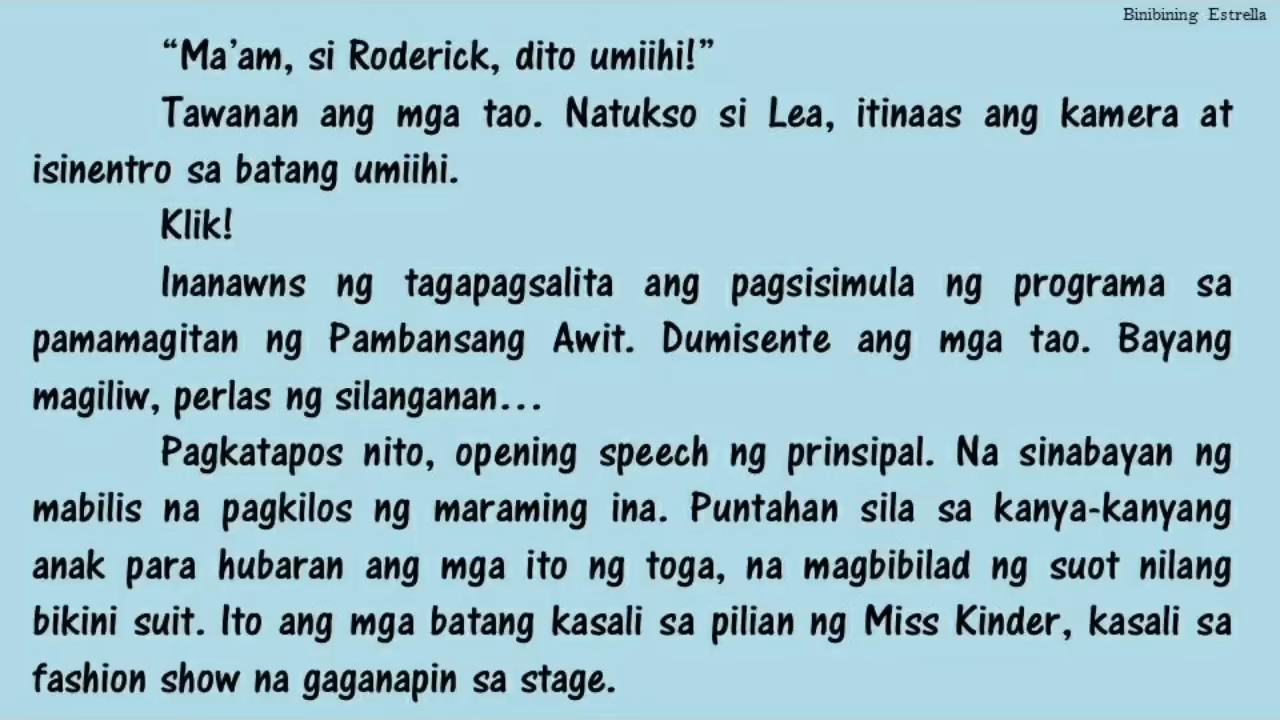 Binibining Estrella
“Ma’am, si Roderick, dito umiihi!”
Tawanan ang mga tao. Natukso si Lea, itinaas ang kamera at
isinentro sa batang umiihi.
Klik!
Inanawns ng tagapagsalita ang pagsisimula ng programa sa
pamamagitan ng Pambansang Awit. Dumisente ang mga tao. Bayang
magiliw, perlas ng silanganan...
Pagkatapos nito, opening speech ng prinsipal. Na sinabayan ng
mabilis na pagkilos ng maraming ina. Puntahan sila sa kanya-kanyang
anak para hubaran ang mga ito ng toga, na magbibilad ng suot nilang
bikini suit. Ito ang mga batang kasali sa pilian ng Miss Kinder, kasali sa
fashion show na gaganapin sa stage.